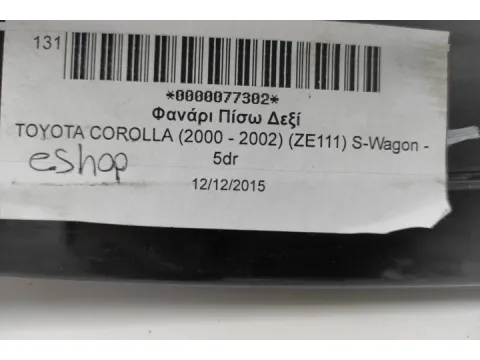 131
*0000077302*
Φανάρι Πίσω Δεξί
TOYOTA COROLLA (2000 - 2002) (ZE111) S-Wagon -
5dr
eshop
12/12/2015